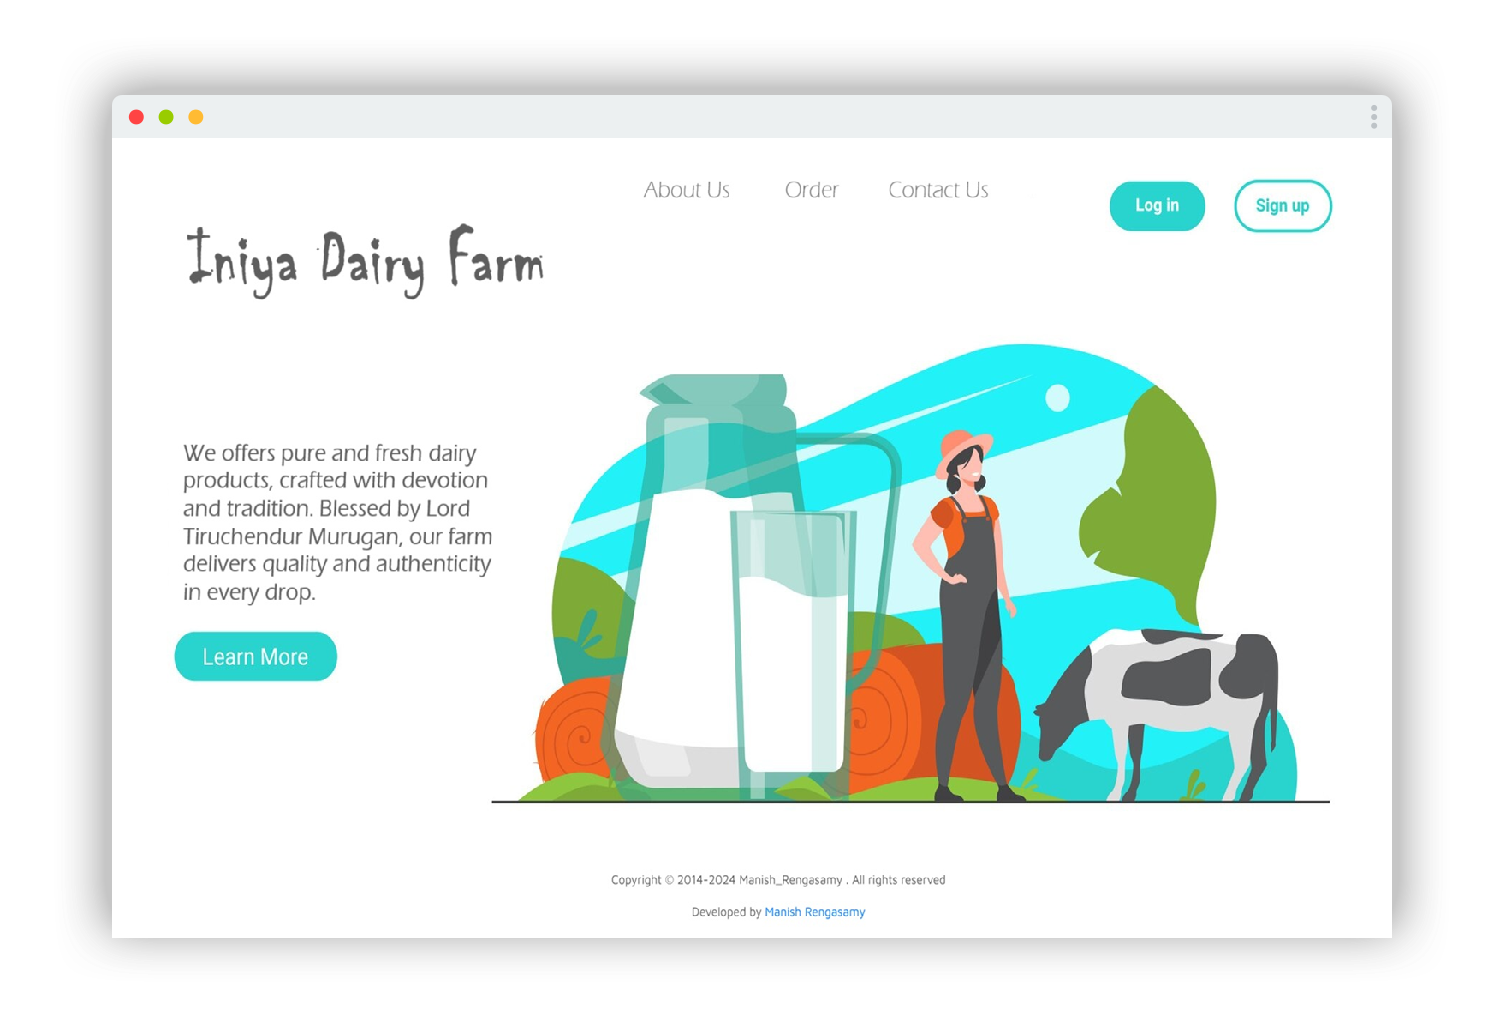 About Us Order Contact Us
Log in Sign up
Iniya Dairy Farm
We offers pure and fresh dairy
products, crafted with devotion
and tradition. Blessed by Lord
Tiruchendur Murugan, our farm
delivers quality and authenticity
in every drop.
Learn More
Copyright © 2014-2024 Manish_Rengasamy . All rights reserved
Developed by Manish Rengasamy